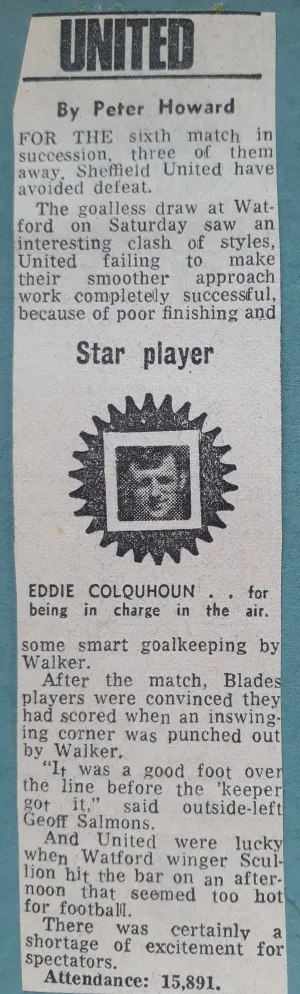 UNITED
By Peter Howard
FOR THE sixth match in
succession, three of them
away, Sheffield United have
avoided defeat.
The goalless draw at Wat-
ford on Saturday saw an
interesting clash of styles,
United failing to make
their smoother approach
work completely successful,
because of poor finishing and
Star player
EDDIE COLQUHOUN . . for
being in charge in the air.
some smart goalkeeping by
Walker.
After the match, Blades
players were convinced they
had scored when an inswing-
ing corner was punched out
by Walker.
"It was a good foot over
the line before the 'keeper
got it," said outside-left
Geoff Salmons.
And United were lucky
when Watford winger Scul-
lion hit the bar on an after-
noon that seemed too hot
for football.
There was certainly a
shortage of excitement for
spectators.
Attendance: 15,891.